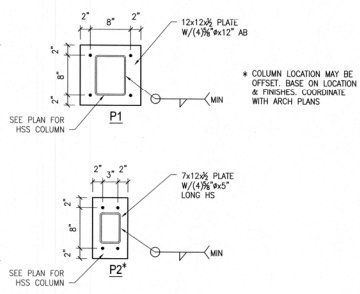 2" 8" 2"
12x12x½ PLATE
W/(4)⅝"øx12" AB
2"
8"
2"
* COLUMN LOCATION MAY BE
OFFSET. BASE ON LOCATION
& FINISHES. COORDINATE
WITH ARCH PLANS
MIN
SEE PLAN FOR
HSS COLUMN
P1
2" 3" 2"
7x12x½ PLATE
W/(4)⅝"øx5"
LONG HS
2"
8"
2"
MIN
SEE PLAN FOR
HSS COLUMN
P2*